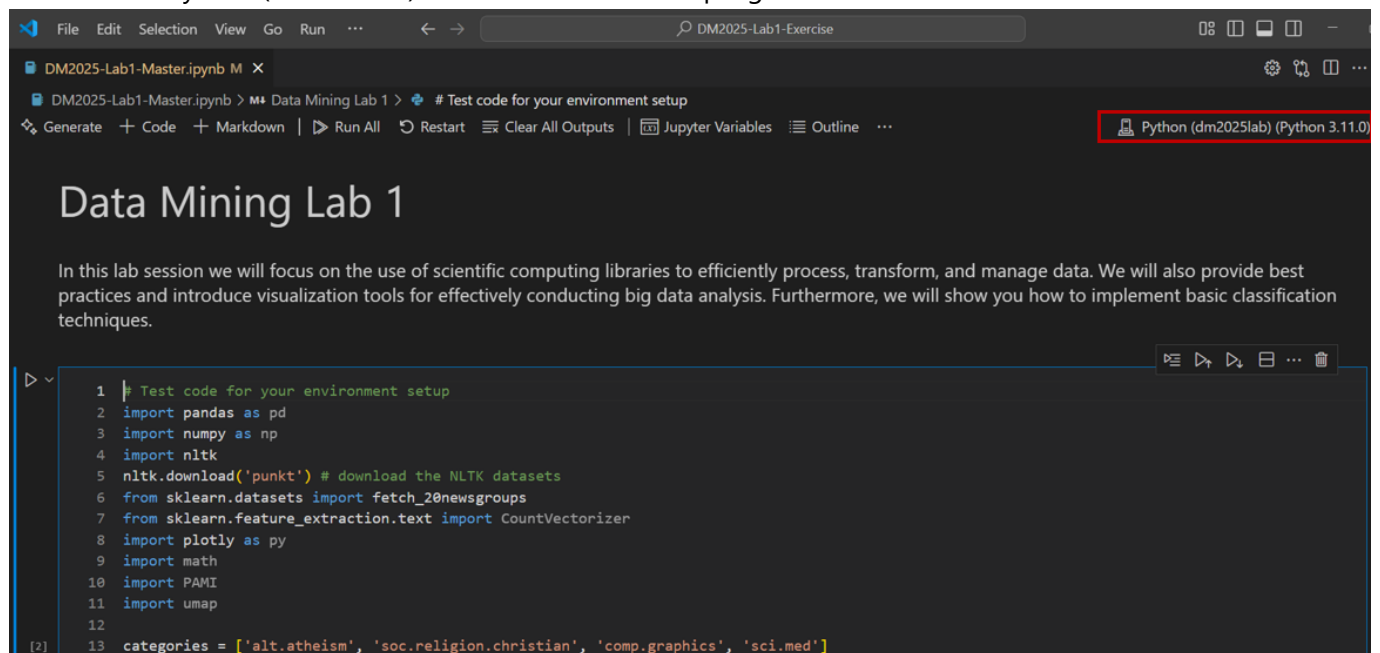 File Edit Selection View Go Run ··· ← → DM2025-Lab1-Exercise
DM2025-Lab1-Master.ipynb M ×
DM2025-Lab1-Master.ipynb > M↓ Data Mining Lab 1 > # Test code for your environment setup
Generate + Code + Markdown | Run All Restart Clear All Outputs | Jupyter Variables Outline ··· Python (dm2025lab) (Python 3.11.0)
Data Mining Lab 1
In this lab session we will focus on the use of scientific computing libraries to efficiently process, transform, and manage data. We will also provide best
practices and introduce visualization tools for effectively conducting big data analysis. Furthermore, we will show you how to implement basic classification
techniques.
1 # Test code for your environment setup
2 import pandas as pd
3 import numpy as np
4 import nltk
5 nltk.download('punkt') # download the NLTK datasets
6 from sklearn.datasets import fetch_20newsgroups
7 from sklearn.feature_extraction.text import CountVectorizer
8 import plotly as py
9 import math
10 import PAMI
11 import umap
12
[2] 13 categories = ['alt.atheism', 'soc.religion.christian', 'comp.graphics', 'sci.med']